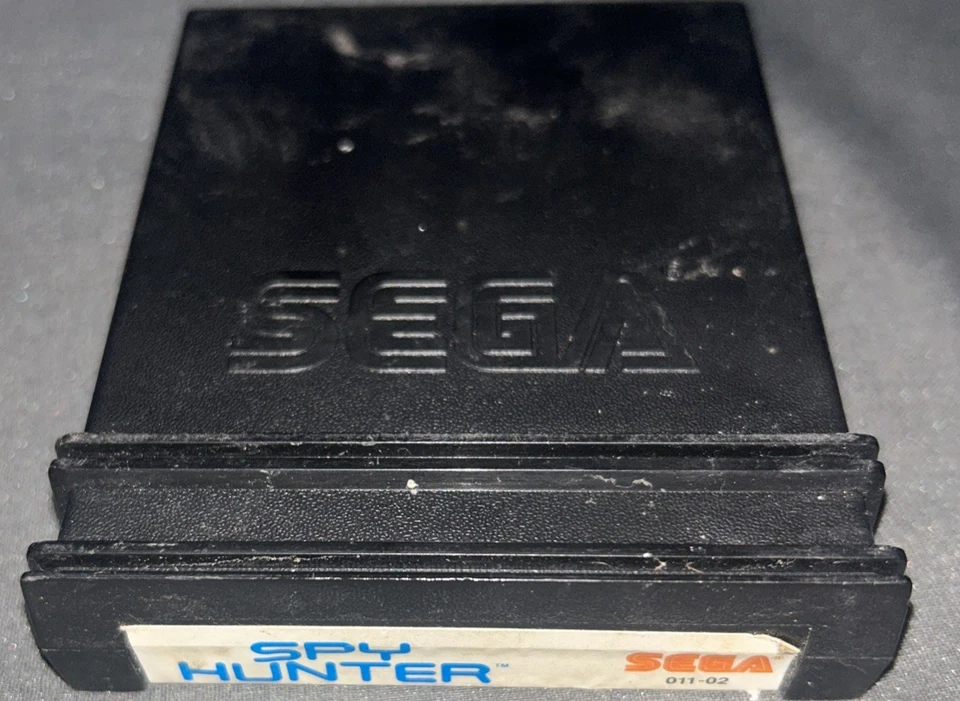 SEGA
SPY
HUNTER™
SEGA
011-02